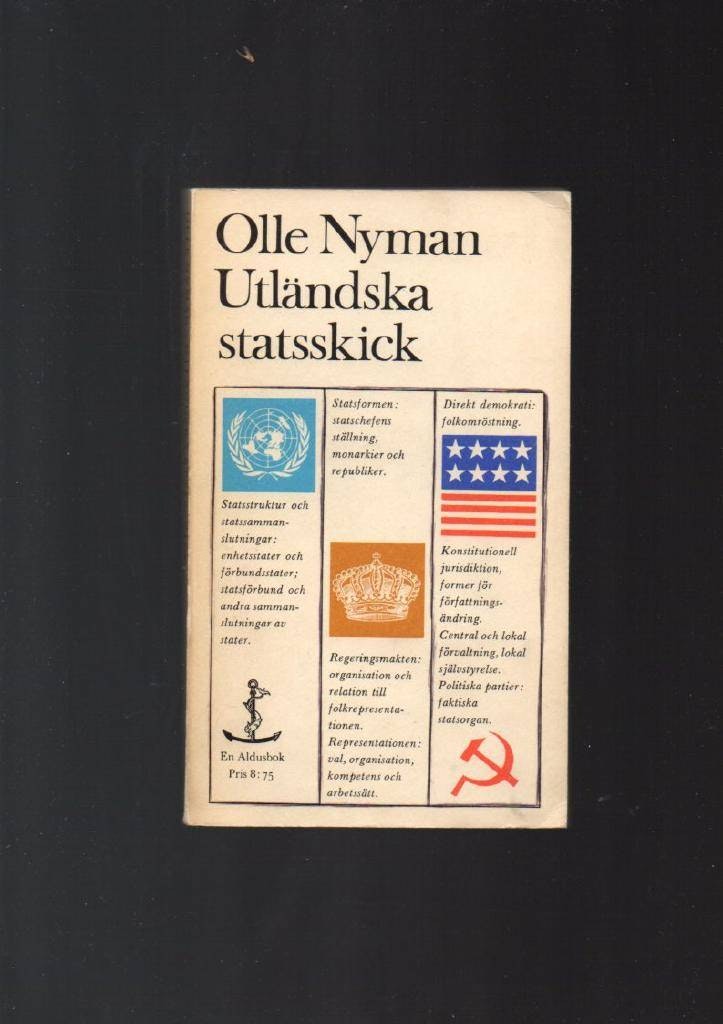 Olle Nyman
Utländska
statsskick
Statsstruktur och
statssamman-
slutningar:
enhetsstater och
förbundsstater;
statsförbund och
andra samman-
slutningar av
stater.
En Aldusbok
Pris 8:75
Statsformen:
statschefens
ställning,
monarkier och
republiker.
Regeringsmakten:
organisation och
relation till
folkrepresenta-
tionen.
Representationen:
val, organisation,
kompetens och
arbetssätt.
Direkt demokrati:
folkomröstning.
Konstitutionell
jurisdiktion,
former för
författnings-
ändring.
Central och lokal
förvaltning, lokal
självstyrelse.
Politiska partier:
faktiska
statsorgan.